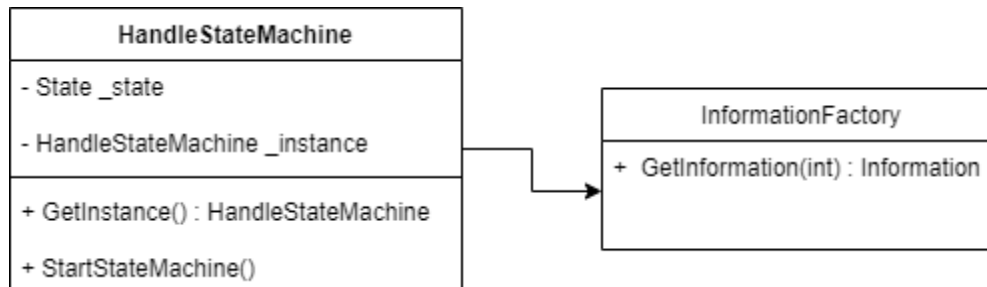 HandleStateMachine
- State _state
- HandleStateMachine _instance
+ GetInstance() : HandleStateMachine
+ StartStateMachine()
InformationFactory
+ GetInformation(int) : Information